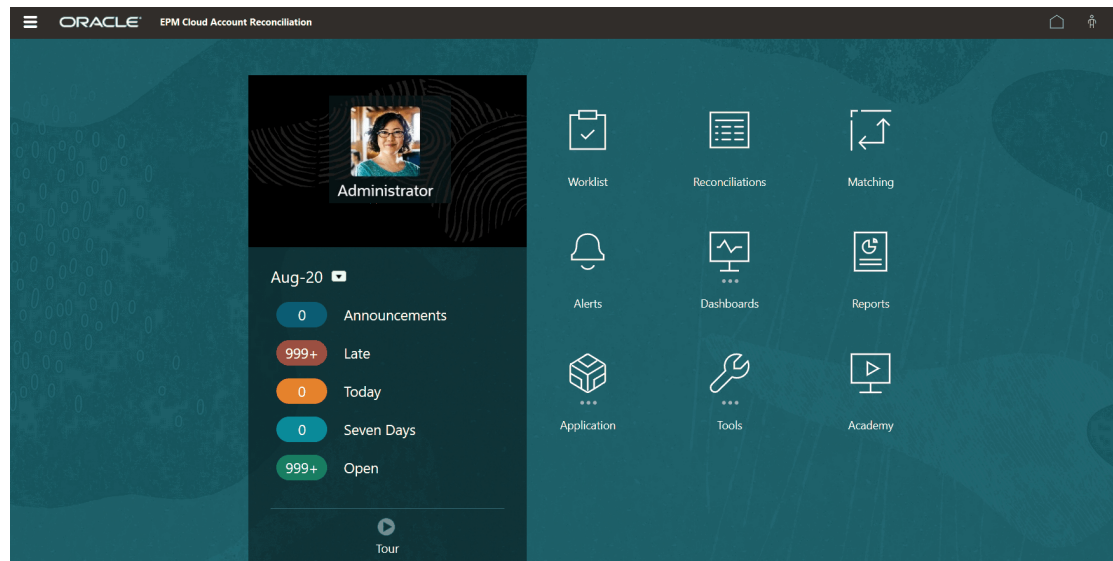 ORACLE® EPM Cloud Account Reconciliation
Administrator
Aug-20
0 Announcements
999+ Late
0 Today
0 Seven Days
999+ Open
Tour
Worklist Reconciliations Matching
Alerts Dashboards Reports
Application Tools Academy